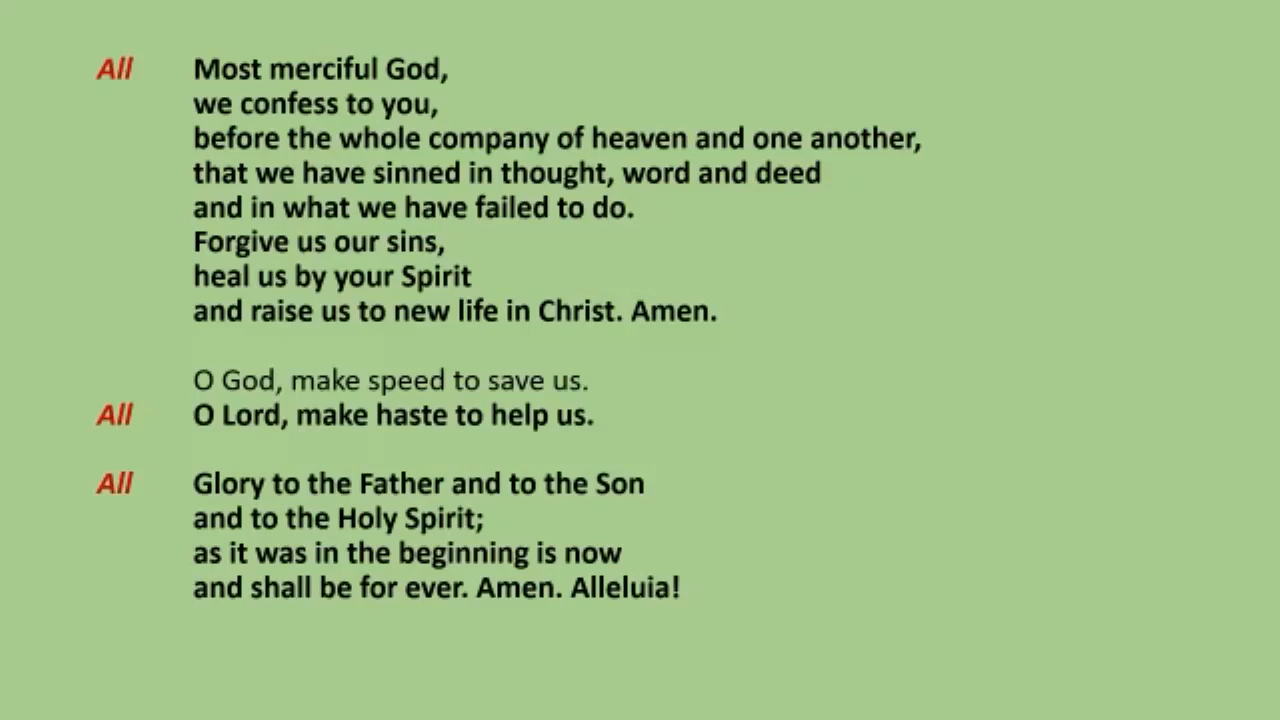 All Most merciful God,
we confess to you,
before the whole company of heaven and one another,
that we have sinned in thought, word and deed
and in what we have failed to do.
Forgive us our sins,
heal us by your Spirit
and raise us to new life in Christ. Amen.
O God, make speed to save us.
All O Lord, make haste to help us.
All Glory to the Father and to the Son
and to the Holy Spirit;
as it was in the beginning is now
and shall be for ever. Amen. Alleluia!